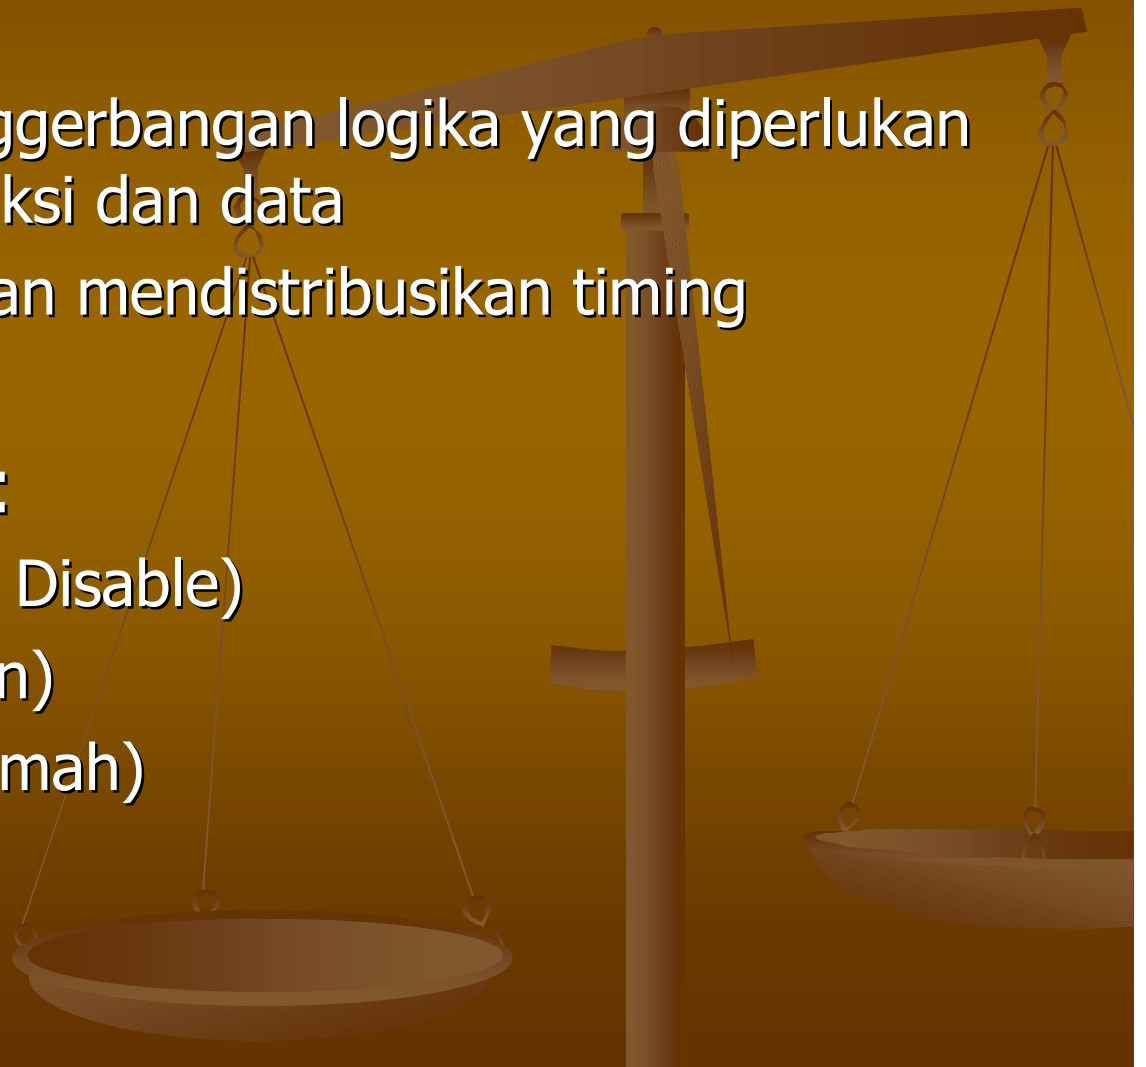 ggerbangan logika yang diperlukan
ksi dan data
an mendistribusikan timing
:
Disable)
n)
mah)